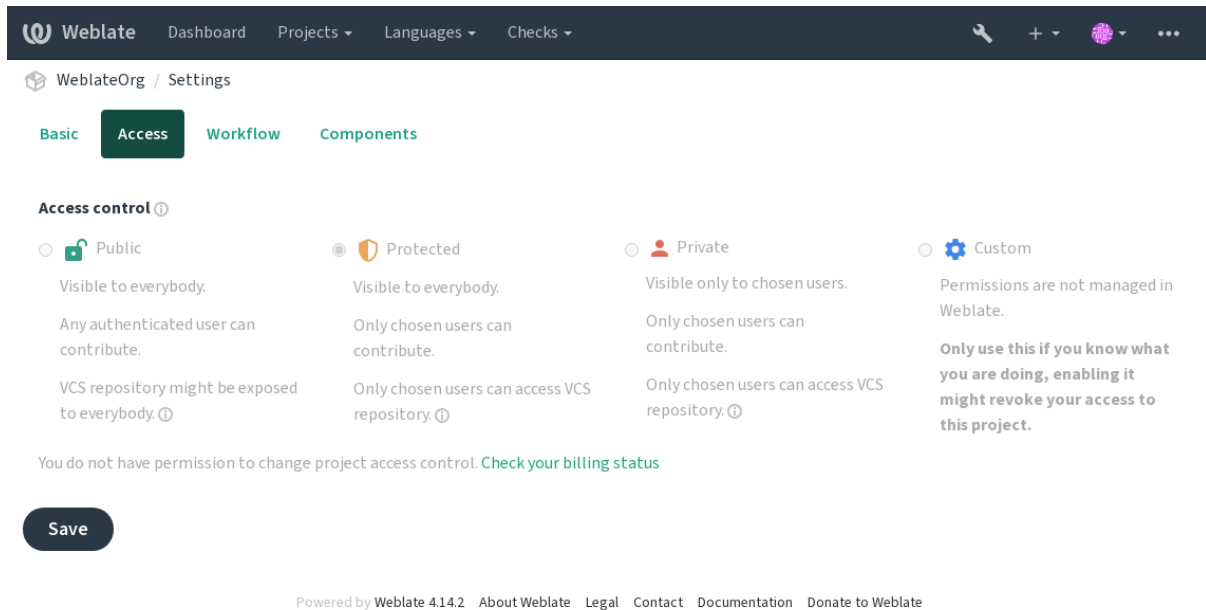 Weblate Dashboard Projects Languages Checks
WeblateOrg / Settings
Basic Access Workflow Components
Access control
Public
Visible to everybody.
Any authenticated user can
contribute.
VCS repository might be exposed
to everybody.
Protected
Visible to everybody.
Only chosen users can
contribute.
Only chosen users can access VCS
repository.
Private
Visible only to chosen users.
Only chosen users can
contribute.
Only chosen users can access VCS
repository.
Custom
Permissions are not managed in
Weblate.
Only use this if you know what
you are doing, enabling it
might revoke your access to
this project.
You do not have permission to change project access control. Check your billing status
Save
Powered by Weblate 4.14.2 About Weblate Legal Contact Documentation Donate to Weblate